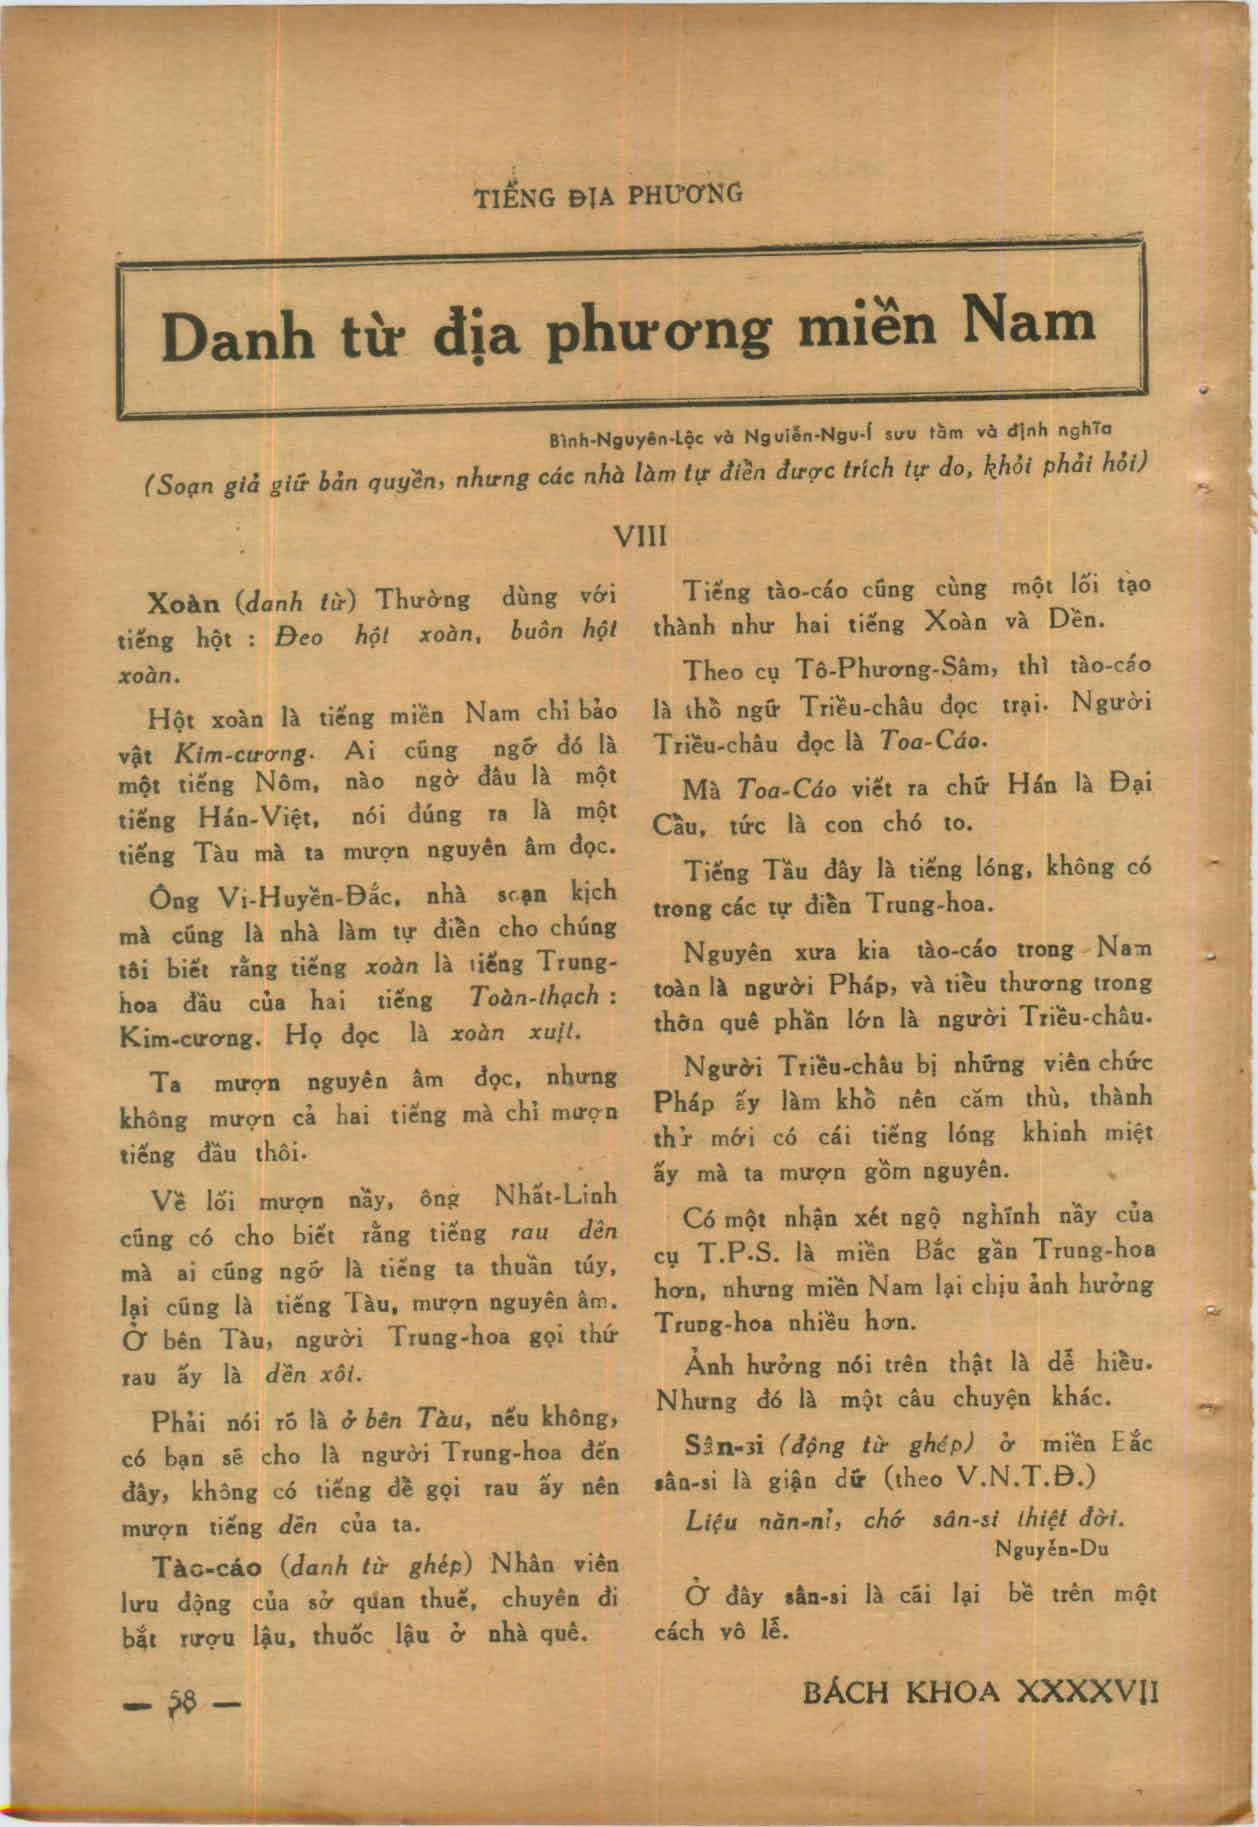 TIẾNG ĐỊA PHƯƠNG
Danh từ địa phương miền Nam
Bình-Nguyên-Lộc và Nguiễn-Ngu-Í sưu tầm và định nghĩa
(Soạn giả giữ bản quyền, nhưng các nhà làm tự điển được trích tự do, khỏi phải hỏi)
VIII
Xoàn (danh từ) Thường dùng với
tiếng hột : Đeo hột xoàn, buôn hột
xoàn.
Hột xoàn là tiếng miền Nam chỉ bảo
vật Kim-cương. Ai cũng ngỡ đó là
một tiếng Nôm, nào ngờ đâu là một
tiếng Hán-Việt, nói đúng ra là một
tiếng Tàu mà ta mượn nguyên âm đọc.
Ông Vi-Huyền-Đắc, nhà soạn kịch
mà cũng là nhà làm tự điển cho chúng
tôi biết rằng tiếng xoàn là tiếng Trung-
hoa đầu của hai tiếng Toàn-thạch :
Kim-cương. Họ đọc là xoàn xuịt.
Ta mượn nguyên âm đọc, nhưng
không mượn cả hai tiếng mà chỉ mượn
tiếng đầu thôi.
Về lối mượn nầy, ông Nhất-Linh
cũng có cho biết rằng tiếng rau dền
mà ai cũng ngỡ là tiếng ta thuần túy,
lại cũng là tiếng Tàu, mượn nguyên âm.
Ở bên Tàu, người Trung-hoa gọi thứ
rau ấy là dền xôi.
Phải nói rõ là ở bên Tàu, nếu không,
có bạn sẽ cho là người Trung-hoa đến
đây, không có tiếng để gọi rau ấy nên
mượn tiếng dền của ta.
Tào-cáo (danh từ ghép) Nhân viên
lưu động của sở quan thuế, chuyên đi
bắt rượu lậu, thuốc lậu ở nhà quê.
Tiếng tào-cáo cũng cùng một lối tạo
thành như hai tiếng Xoàn và Dền.
Theo cụ Tô-Phương-Sâm, thì tào-cáo
là thổ ngữ Triều-châu đọc trại. Người
Triều-châu đọc là Toa-Cáo.
Mà Toa-Cáo viết ra chữ Hán là Đại
Cầu, tức là con chó to.
Tiếng Tầu đây là tiếng lóng, không có
trong các tự điển Trung-hoa.
Nguyên xưa kia tào-cáo trong Nam
toàn là người Pháp, và tiểu thương trong
thôn quê phần lớn là người Triều-châu.
Người Triều-châu bị những viên chức
Pháp ấy làm khổ nên căm thù, thành
thử mới có cái tiếng lóng khinh miệt
ấy mà ta mượn gồm nguyên.
Có một nhận xét ngộ nghĩnh nầy của
cụ T.P.S. là miền Bắc gần Trung-hoa
hơn, nhưng miền Nam lại chịu ảnh hưởng
Trung-hoa nhiều hơn.
Ảnh hưởng nói trên thật là dễ hiểu.
Nhưng đó là một câu chuyện khác.
Sân-si (động từ ghép) ở miền Bắc
sân-si là giận dữ (theo V.N.T.Đ.)
Liệu năn-nỉ, chớ sân-si thiệt đời.
Nguyễn-Du
Ở đây sân-si là cãi lại bề trên một
cách vô lễ.
— 58 —
BÁCH KHOA XXXXVII